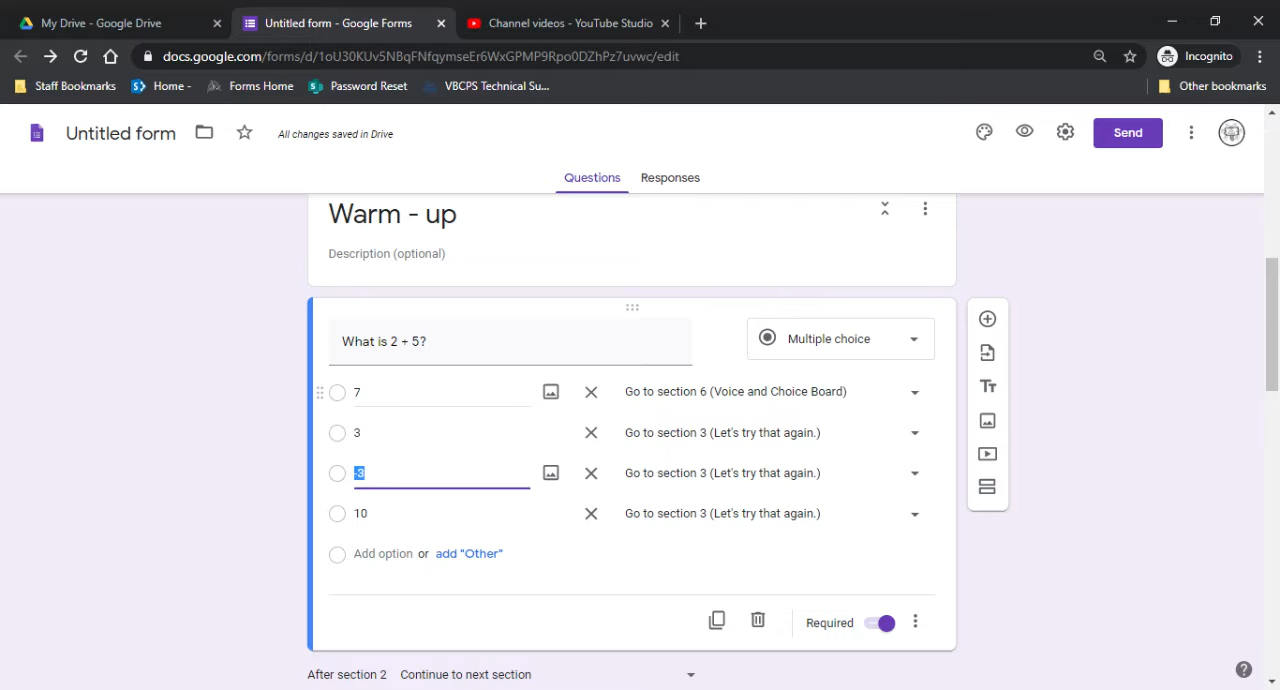 My Drive - Google Drive
Untitled form - Google Forms
Channel videos - YouTube Studio
docs.google.com/forms/d/1oU30KUv5NBqFNfqymseEr6WxGPMP9Rpo0DZhPz7uvwc/edit
Incognito
Staff Bookmarks
Home -
Forms Home
Password Reset
VBCPS Technical Su...
Other bookmarks
Untitled form
All changes saved in Drive
Send
Questions
Responses
Warm - up
Description (optional)
What is 2 + 5?
Multiple choice
7
Go to section 6 (Voice and Choice Board)
3
Go to section 3 (Let's try that again.)
-3
Go to section 3 (Let's try that again.)
10
Go to section 3 (Let's try that again.)
Add option or add "Other"
Required
After section 2 Continue to next section